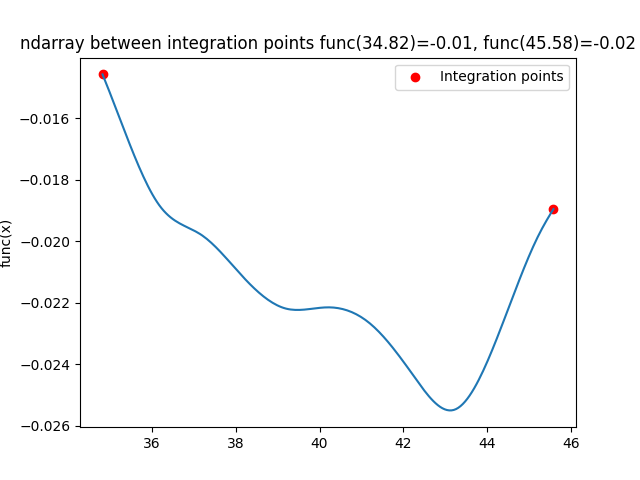 ndarray between integration points func(34.82)=-0.01, func(45.58)=-0.02
Integration points
−0.016
−0.018
−0.020
−0.022
−0.024
−0.026
func(x)
36 38 40 42 44 46